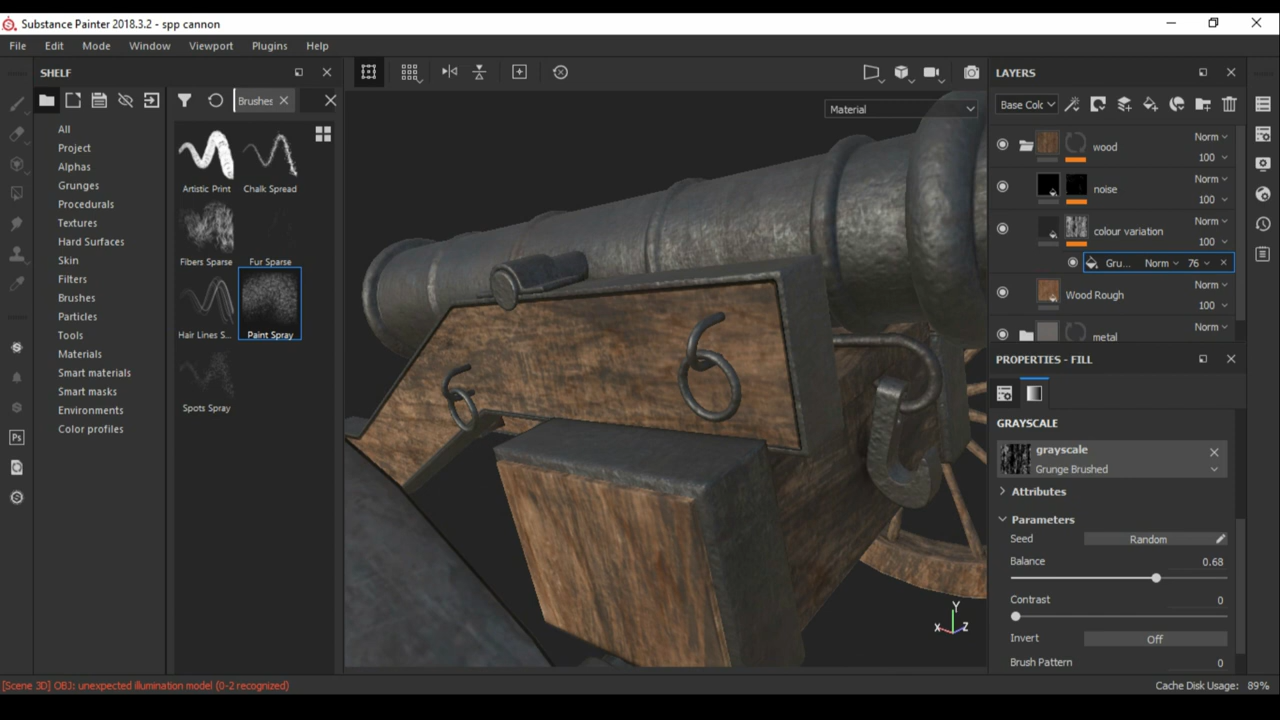 Substance Painter 2018.3.2 - spp cannon
File Edit Mode Window Viewport Plugins Help
SHELF
Brushes
All
Project
Alphas
Grunges
Procedurals
Textures
Hard Surfaces
Skin
Filters
Brushes
Particles
Tools
Materials
Smart materials
Smart masks
Environments
Color profiles
Artistic Print Chalk Spread
Fibers Sparse Fur Sparse
Hair Lines S... Paint Spray
Spots Spray
Material
Y
X Z
LAYERS
Base Colc
wood Norm
100
noise Norm
100
colour variation Norm
100
Gru... Norm 76
Wood Rough Norm
100
metal Norm
PROPERTIES - FILL
GRAYSCALE
grayscale
Grunge Brushed
Attributes
Parameters
Seed Random
Balance 0.68
Contrast 0
Invert Off
Brush Pattern 0
Ps
[Scene 3D] OBJ: unexpected illumination model (0-2 recognized)
Cache Disk Usage: 89%